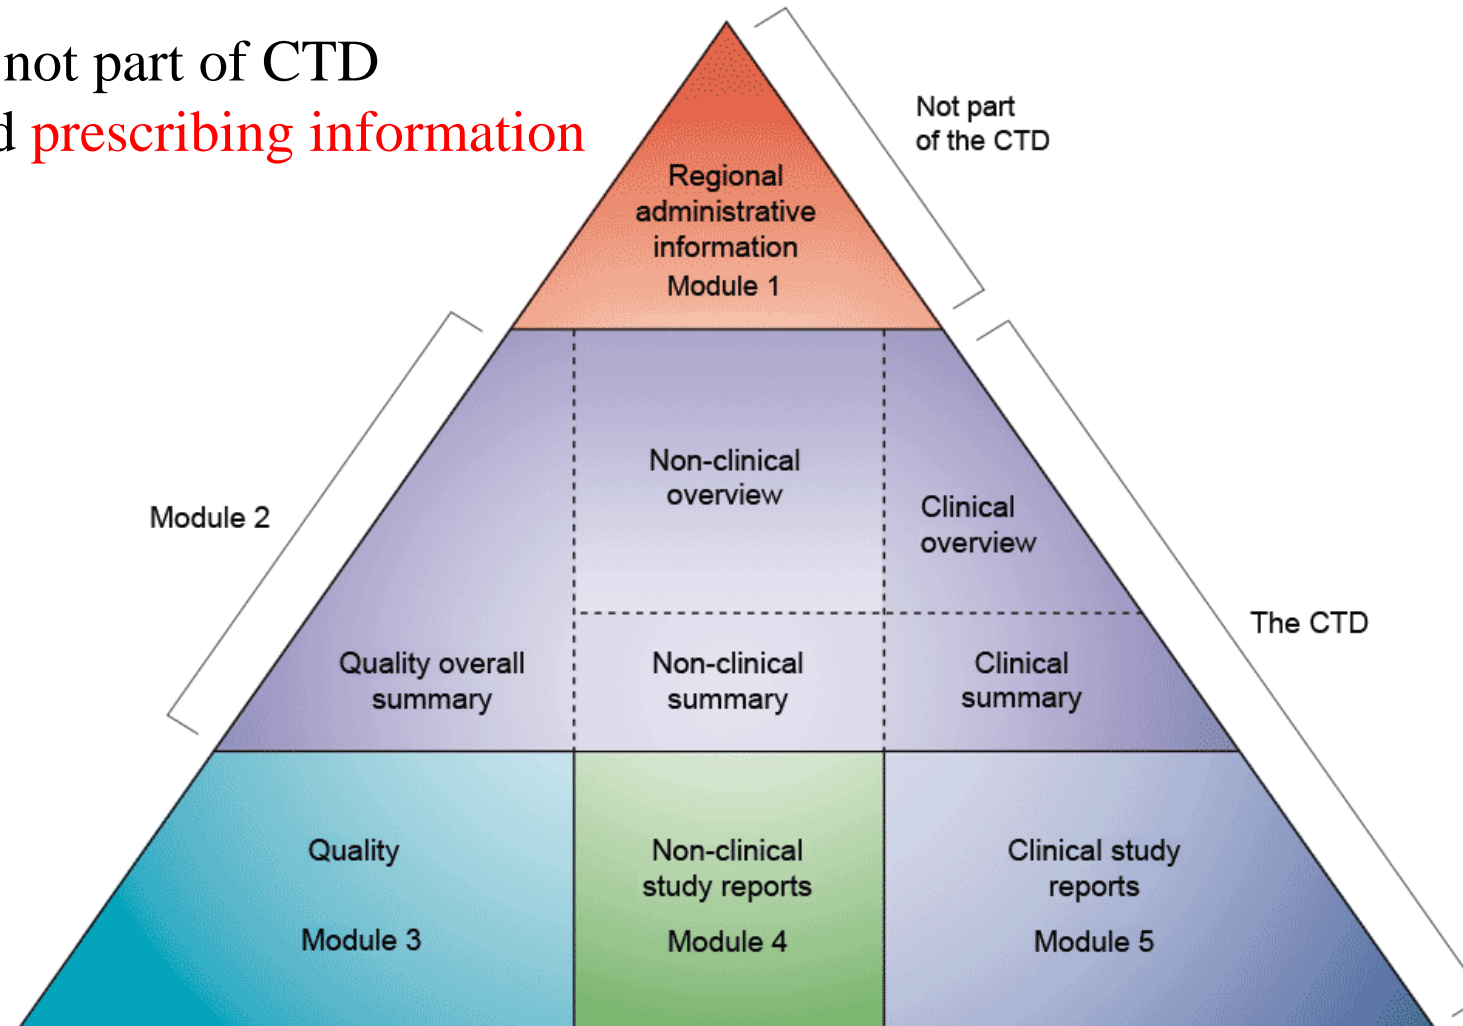 not part of CTD
d prescribing information
Not part
of the CTD
Regional
administrative
information
Module 1
Module 2
Non-clinical
overview
Clinical
overview
The CTD
Quality overall
summary
Non-clinical
summary
Clinical
summary
Quality
Module 3
Non-clinical
study reports
Module 4
Clinical study
reports
Module 5